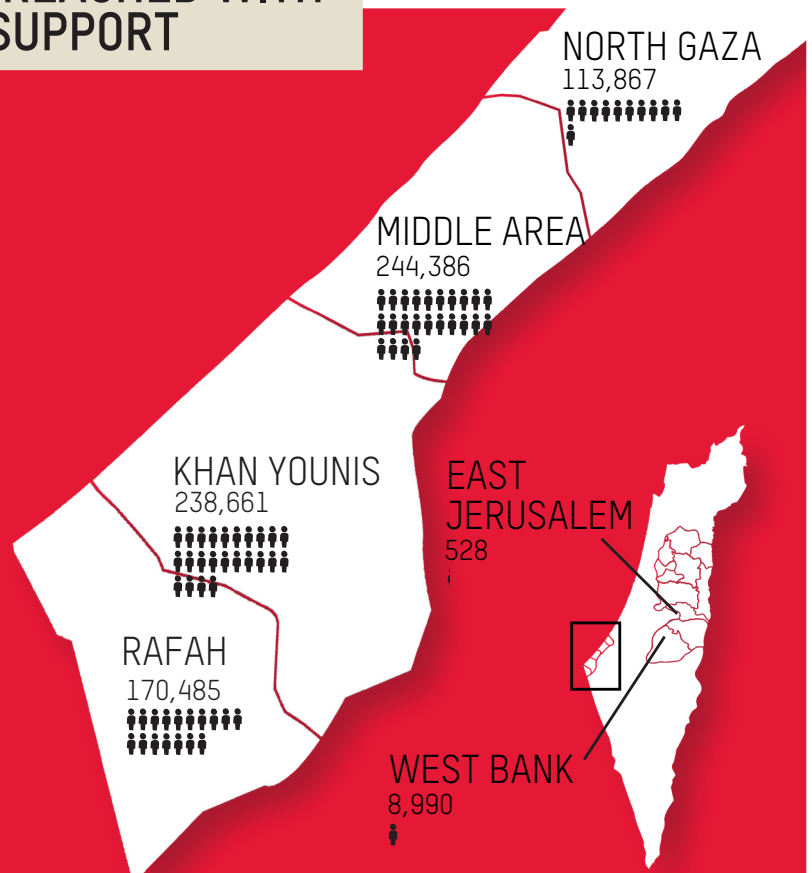 SUPPORT
NORTH GAZA
113,867
MIDDLE AREA
244,386
KHAN YOUNIS
238,661
EAST
JERUSALEM
528
RAFAH
170,485
WEST BANK
8,990